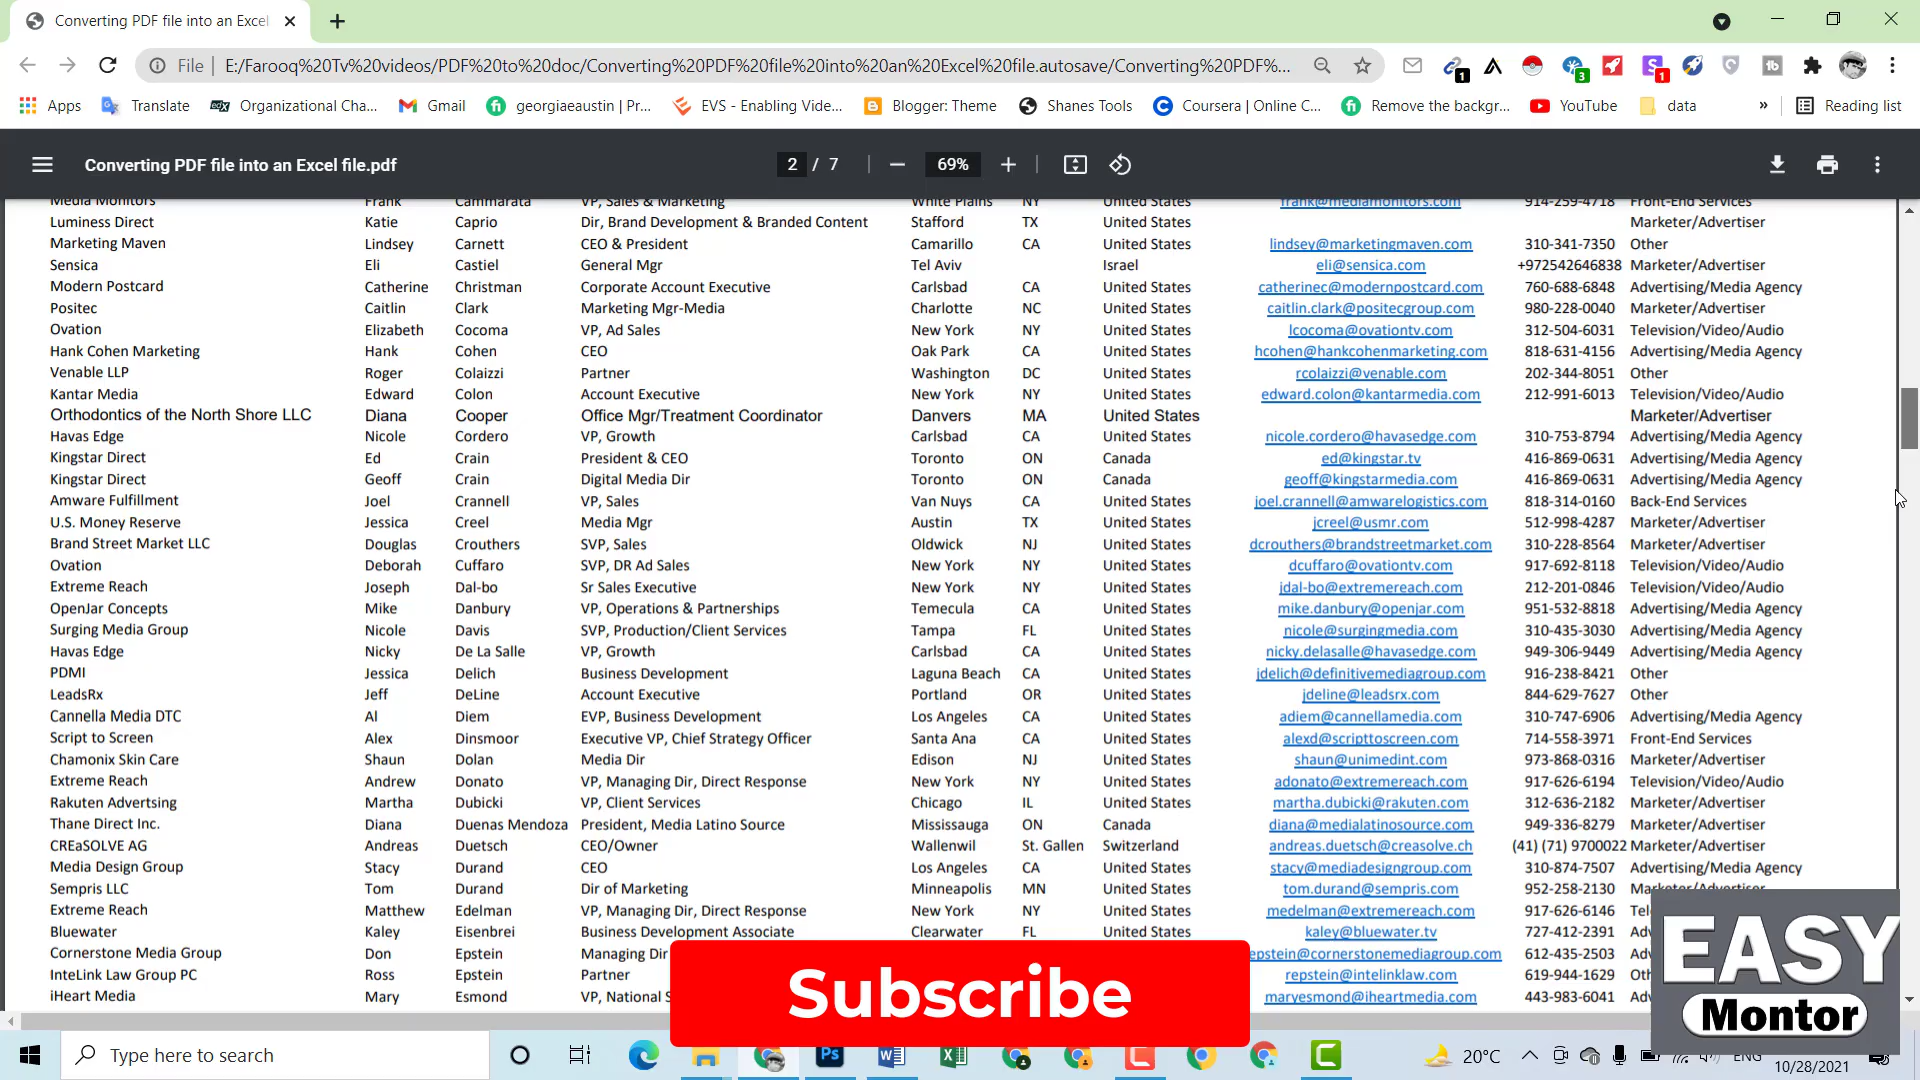 Converting PDF file into an Excel
File E:/Farooq%20Tv%20videos/PDF%20to%20doc/Converting%20PDF%20file%20into%20an%20Excel%20file.autosave/Converting%20PDF%...
1 3 1
Apps Translate Organizational Cha... Gmail georgiaeaustin | Pr... EVS - Enabling Vide... Blogger: Theme Shanes Tools Coursera | Online C... Remove the backgr... YouTube data » Reading list
Converting PDF file into an Excel file.pdf 2 / 7 69%
Media Monitors Frank Cammarata VP, Sales & Marketing White Plains NY United States frank@mediamonitors.com 914-259-4718 Front-End Services
Luminess Direct Katie Caprio Dir, Brand Development & Branded Content Stafford TX United States Marketer/Advertiser
Marketing Maven Lindsey Carnett CEO & President Camarillo CA United States lindsey@marketingmaven.com 310-341-7350 Other
Sensica Eli Castiel General Mgr Tel Aviv Israel eli@sensica.com +972542646838 Marketer/Advertiser
Modern Postcard Catherine Christman Corporate Account Executive Carlsbad CA United States catherinec@modernpostcard.com 760-688-6848 Advertising/Media Agency
Positec Caitlin Clark Marketing Mgr-Media Charlotte NC United States caitlin.clark@positecgroup.com 980-228-0040 Marketer/Advertiser
Ovation Elizabeth Cocoma VP, Ad Sales New York NY United States lcocoma@ovationtv.com 312-504-6031 Television/Video/Audio
Hank Cohen Marketing Hank Cohen CEO Oak Park CA United States hcohen@hankcohenmarketing.com 818-631-4156 Advertising/Media Agency
Venable LLP Roger Colaizzi Partner Washington DC United States rcolaizzi@venable.com 202-344-8051 Other
Kantar Media Edward Colon Account Executive New York NY United States edward.colon@kantarmedia.com 212-991-6013 Television/Video/Audio
Orthodontics of the North Shore LLC Diana Cooper Office Mgr/Treatment Coordinator Danvers MA United States Marketer/Advertiser
Havas Edge Nicole Cordero VP, Growth Carlsbad CA United States nicole.cordero@havasedge.com 310-753-8794 Advertising/Media Agency
Kingstar Direct Ed Crain President & CEO Toronto ON Canada ed@kingstar.tv 416-869-0631 Advertising/Media Agency
Kingstar Direct Geoff Crain Digital Media Dir Toronto ON Canada geoff@kingstarmedia.com 416-869-0631 Advertising/Media Agency
Amware Fulfillment Joel Crannell VP, Sales Van Nuys CA United States joel.crannell@amwarelogistics.com 818-314-0160 Back-End Services
U.S. Money Reserve Jessica Creel Media Mgr Austin TX United States jcreel@usmr.com 512-998-4287 Marketer/Advertiser
Brand Street Market LLC Douglas Crouthers SVP, Sales Oldwick NJ United States dcrouthers@brandstreetmarket.com 310-228-8564 Marketer/Advertiser
Ovation Deborah Cuffaro SVP, DR Ad Sales New York NY United States dcuffaro@ovationtv.com 917-692-8118 Television/Video/Audio
Extreme Reach Joseph Dal-bo Sr Sales Executive New York NY United States jdal-bo@extremereach.com 212-201-0846 Television/Video/Audio
OpenJar Concepts Mike Danbury VP, Operations & Partnerships Temecula CA United States mike.danbury@openjar.com 951-532-8818 Advertising/Media Agency
Surging Media Group Nicole Davis SVP, Production/Client Services Tampa FL United States nicole@surgingmedia.com 310-435-3030 Advertising/Media Agency
Havas Edge Nicky De La Salle VP, Growth Carlsbad CA United States nicky.delasalle@havasedge.com 949-306-9449 Advertising/Media Agency
PDMI Jessica Delich Business Development Laguna Beach CA United States jdelich@definitivemediagroup.com 916-238-8421 Other
LeadsRx Jeff DeLine Account Executive Portland OR United States jdeline@leadsrx.com 844-629-7627 Other
Cannella Media DTC Al Diem EVP, Business Development Los Angeles CA United States adiem@cannellamedia.com 310-747-6906 Advertising/Media Agency
Script to Screen Alex Dinsmoor Executive VP, Chief Strategy Officer Santa Ana CA United States alexd@scripttoscreen.com 714-558-3971 Front-End Services
Chamonix Skin Care Shaun Dolan Media Dir Edison NJ United States shaun@unimedint.com 973-868-0316 Marketer/Advertiser
Extreme Reach Andrew Donato VP, Managing Dir, Direct Response New York NY United States adonato@extremereach.com 917-626-6194 Television/Video/Audio
Rakuten Advertsing Martha Dubicki VP, Client Services Chicago IL United States martha.dubicki@rakuten.com 312-636-2182 Marketer/Advertiser
Thane Direct Inc. Diana Duenas Mendoza President, Media Latino Source Mississauga ON Canada diana@medialatinosource.com 949-336-8279 Marketer/Advertiser
CREaSOLVE AG Andreas Duetsch CEO/Owner Wallenwil St. Gallen Switzerland andreas.duetsch@creasolve.ch (41) (71) 9700022 Marketer/Advertiser
Media Design Group Stacy Durand CEO Los Angeles CA United States stacy@mediadesigngroup.com 310-874-7507 Advertising/Media Agency
Sempris LLC Tom Durand Dir of Marketing Minneapolis MN United States tom.durand@sempris.com 952-258-2130 Marketer/Advertiser
Extreme Reach Matthew Edelman VP, Managing Dir, Direct Response New York NY United States medelman@extremereach.com 917-626-6146 Tel
Bluewater Kaley Eisenbrei Business Development Associate Clearwater FL United States kaley@bluewater.tv 727-412-2391 Adv
Cornerstone Media Group Don Epstein Managing Dir epstein@cornerstonemediagroup.com 612-435-2503 Adv
InteLink Law Group PC Ross Epstein Partner repstein@intelinklaw.com 619-944-1629 Oth
iHeart Media Mary Esmond VP, National S maryesmond@iheartmedia.com 443-983-6041 Adv
Subscribe
EASY
Montor
Type here to search
20°C ENG
10/28/2021